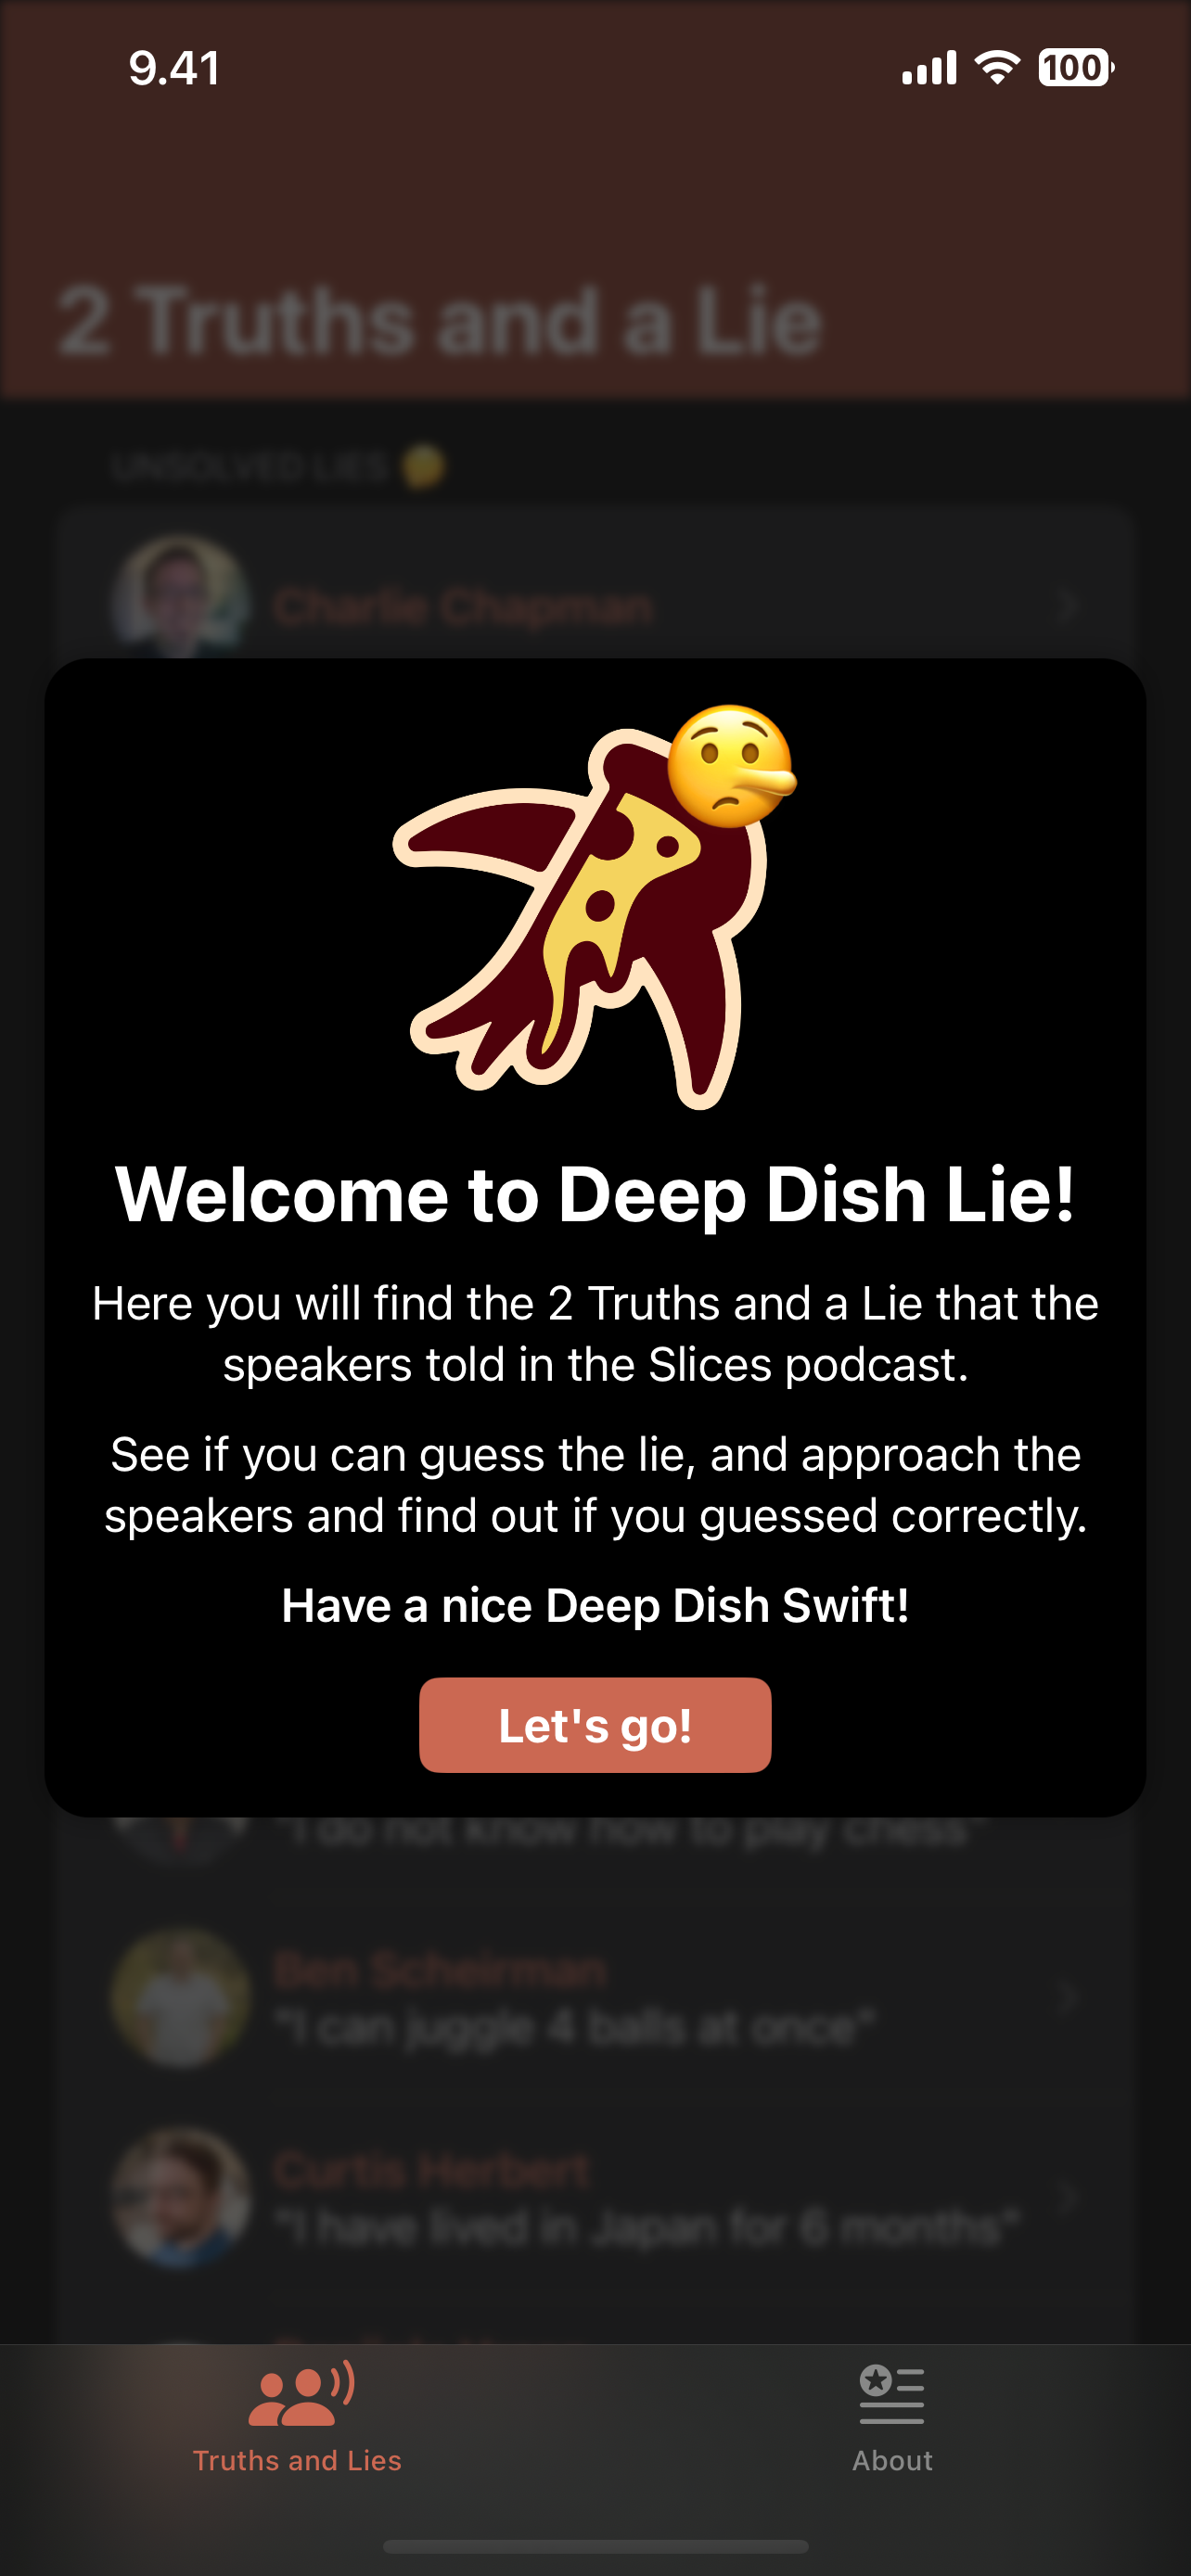 9.41
100
2 Truths and a Lie
UNSOLVED LIES
Charlie Chapman
Welcome to Deep Dish Lie!
Here you will find the 2 Truths and a Lie that the
speakers told in the Slices podcast.
See if you can guess the lie, and approach the
speakers and find out if you guessed correctly.
Have a nice Deep Dish Swift!
Let's go!
"I do not know how to play chess"
Ben Scheirman
"I can juggle 4 balls at once"
Curtis Herbert
"I have lived in Japan for 6 months"
Truths and Lies
About